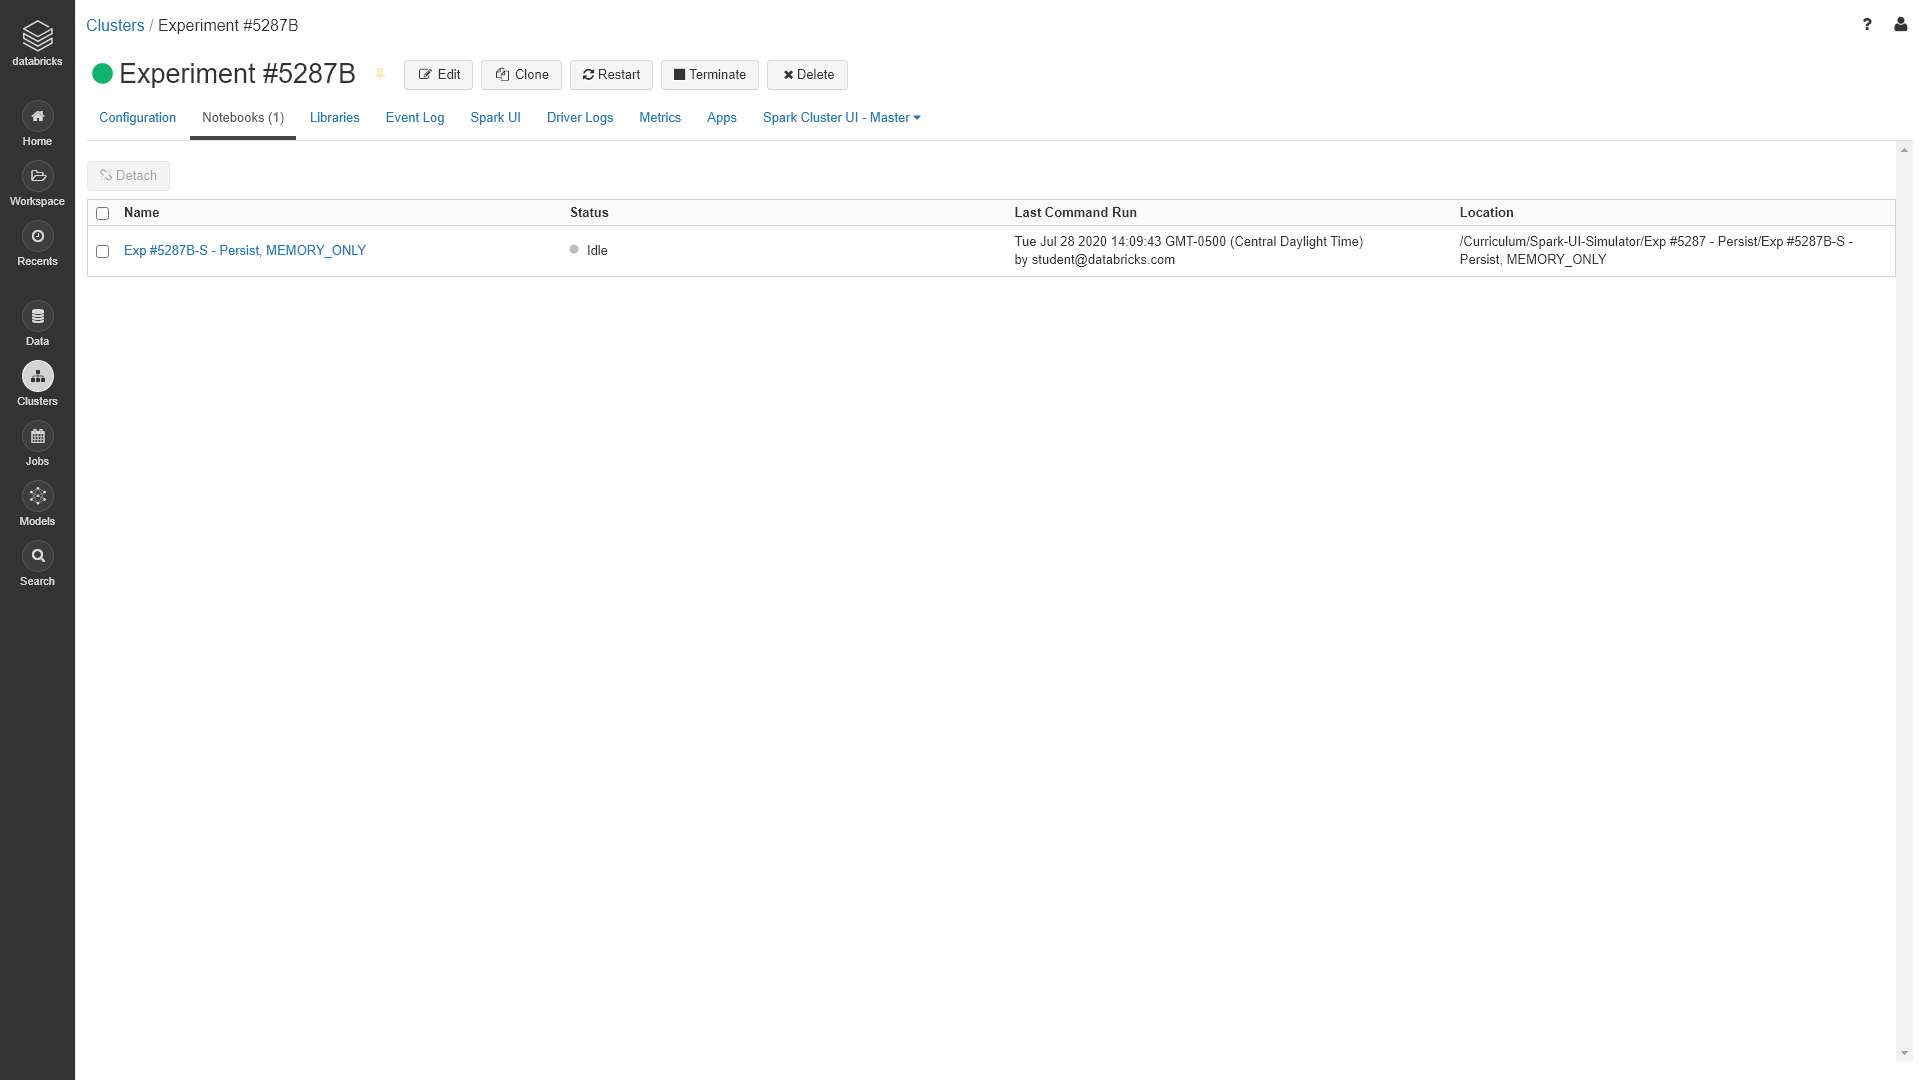 Clusters / Experiment #5287B
?
databricks
Experiment #5287B
Edit
Clone
Restart
Terminate
Delete
Configuration
Notebooks (1)
Libraries
Event Log
Spark UI
Driver Logs
Metrics
Apps
Spark Cluster UI - Master
Home
Workspace
Recents
Data
Clusters
Jobs
Models
Search
Detach
Name
Status
Last Command Run
Location
Exp #5287B-S - Persist, MEMORY_ONLY
Idle
Tue Jul 28 2020 14:09:43 GMT-0500 (Central Daylight Time)
by student@databricks.com
/Curriculum/Spark-UI-Simulator/Exp #5287 - Persist/Exp #5287B-S -
Persist, MEMORY_ONLY